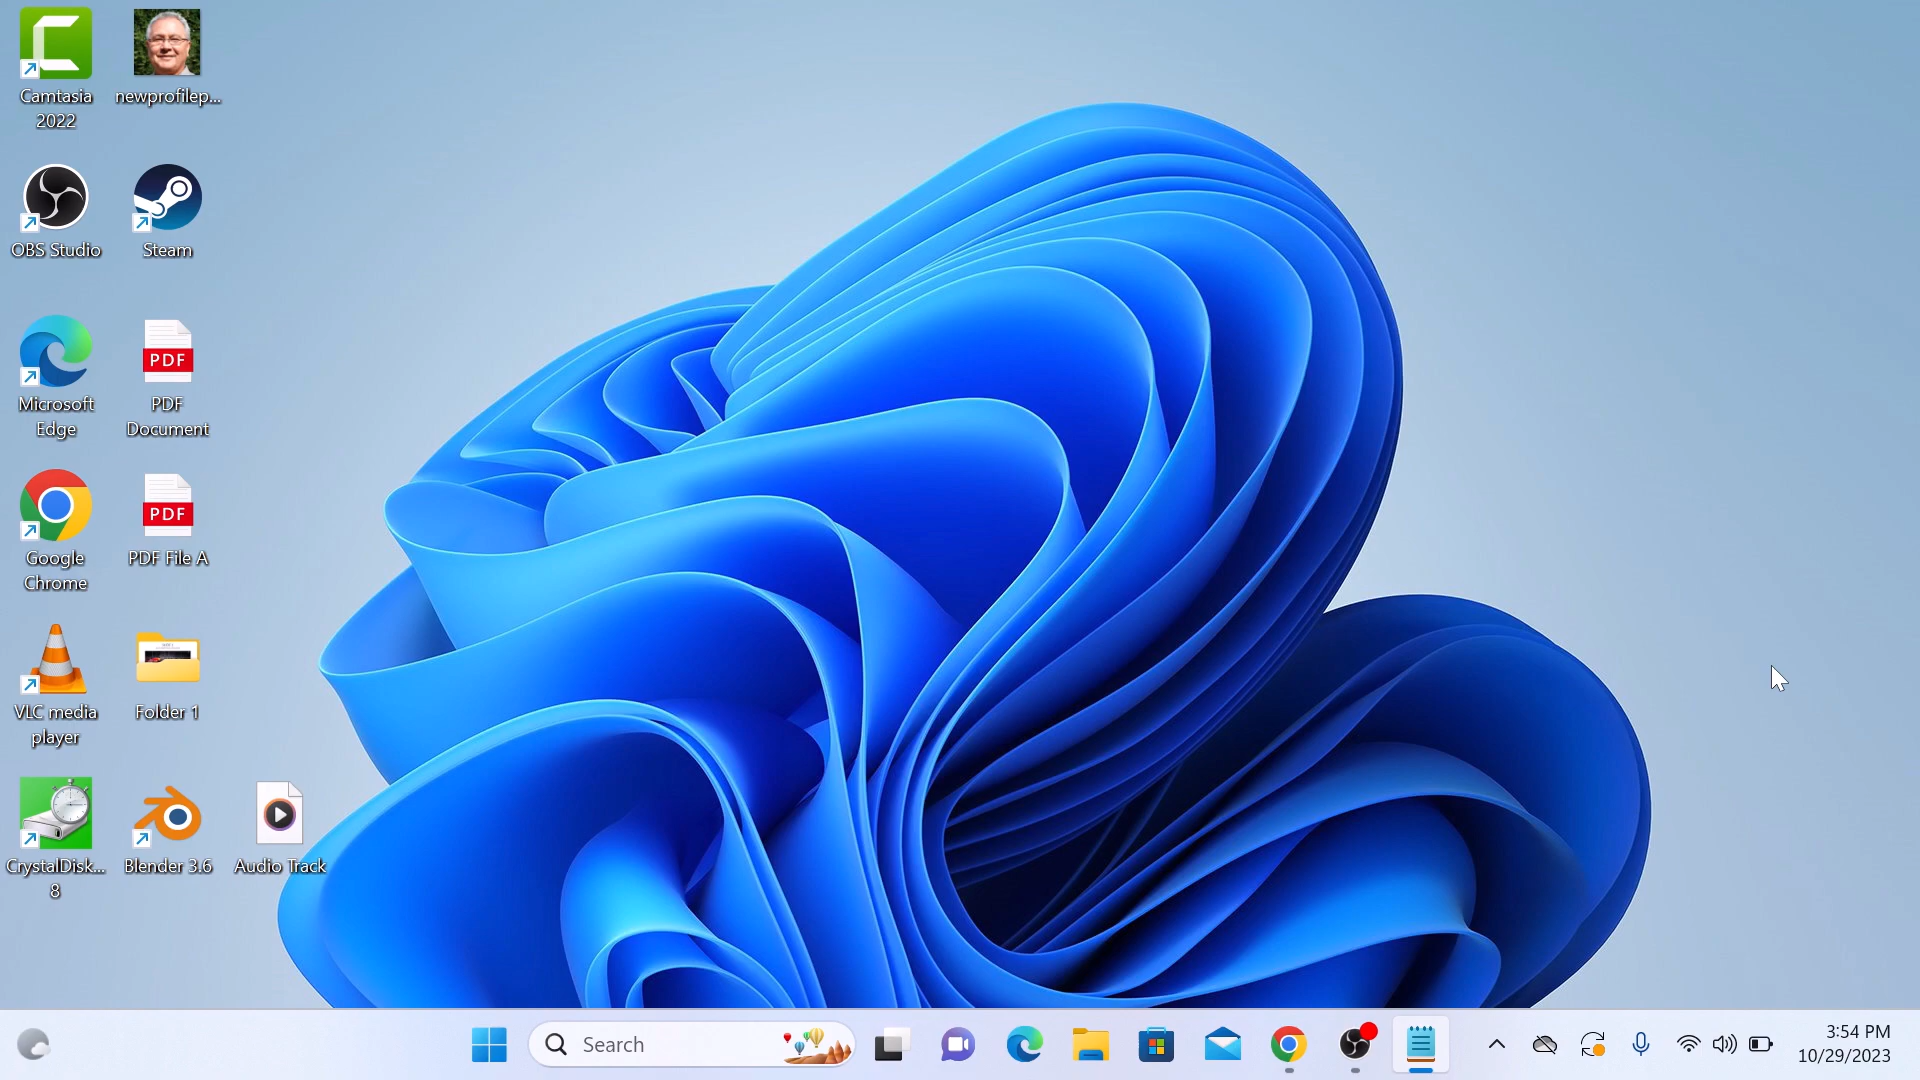 Camtasia
2022
newprofilep...
OBS Studio
Steam
Microsoft
Edge
PDF
PDF
Document
Google
Chrome
PDF
PDF File A
VLC media
player
Folder 1
CrystalDisk...
8
Blender 3.6
Audio Track
Search
3:54 PM
10/29/2023